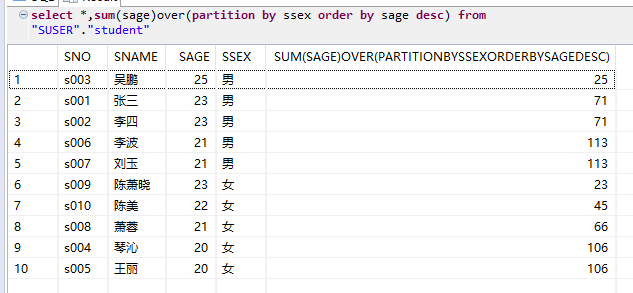 select *,sum(sage)over(partition by ssex order by sage desc) from
"SUSER"."student"
SNO SNAME SAGE SSEX SUM(SAGE)OVER(PARTITIONBYSSEXORDERBYSAGEDESC)
1 s003 吴鹏 25 男 25
2 s001 张三 23 男 71
3 s002 李四 23 男 71
4 s006 李波 21 男 113
5 s007 刘玉 21 男 113
6 s009 陈萧晓 23 女 23
7 s010 陈美 22 女 45
8 s008 萧蓉 21 女 66
9 s004 琴沁 20 女 106
10 s005 王丽 20 女 106